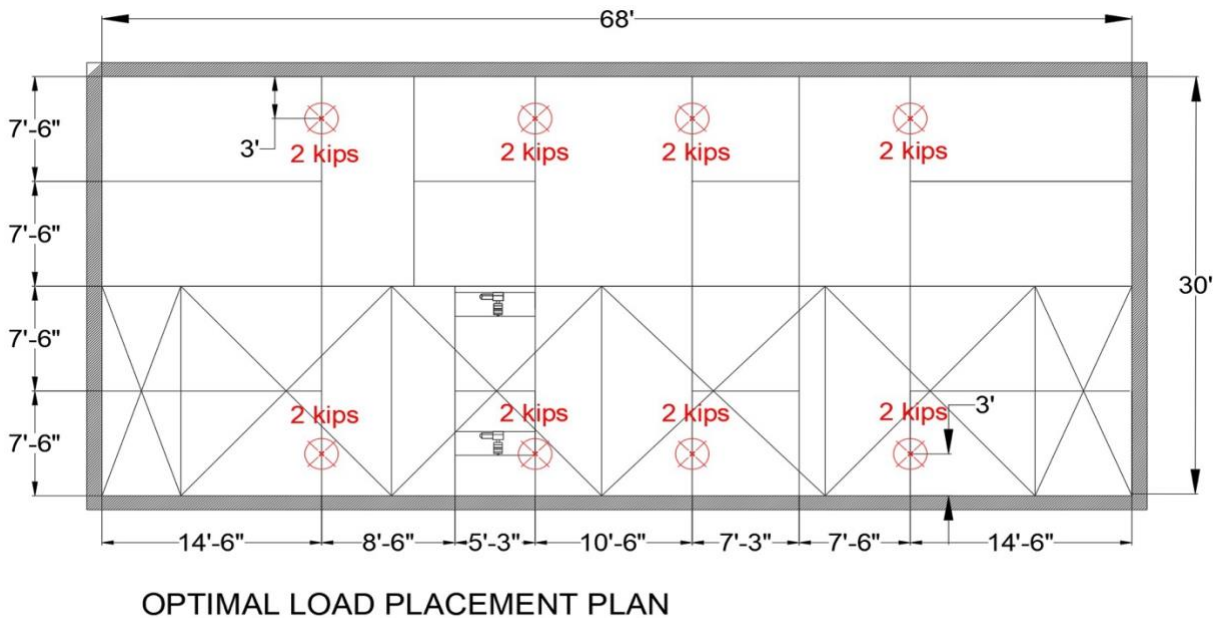 68'
7'-6"
3'
2 kips 2 kips 2 kips 2 kips
7'-6"
30'
7'-6"
2 kips 2 kips 2 kips 2 kips 3'
7'-6"
14'-6" 8'-6" 5'-3" 10'-6" 7'-3" 7'-6" 14'-6"
OPTIMAL LOAD PLACEMENT PLAN